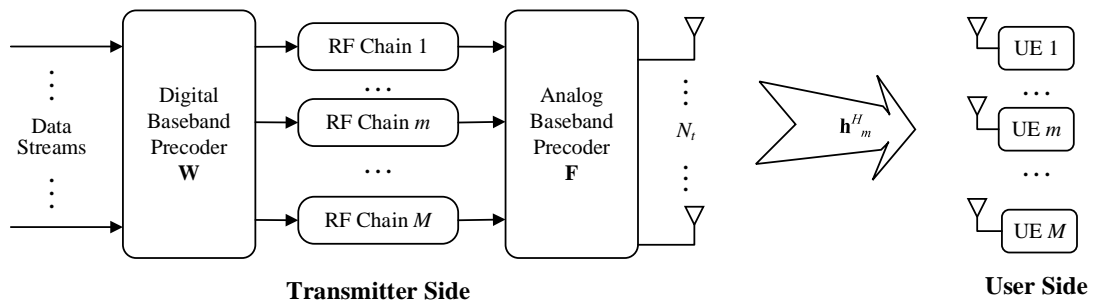 Data
Streams
Digital
Baseband
Precoder
W
RF Chain 1
...
RF Chain m
...
RF Chain M
Analog
Baseband
Precoder
F
N_t
h^H_m
UE 1
...
UE m
...
UE M
Transmitter Side
User Side